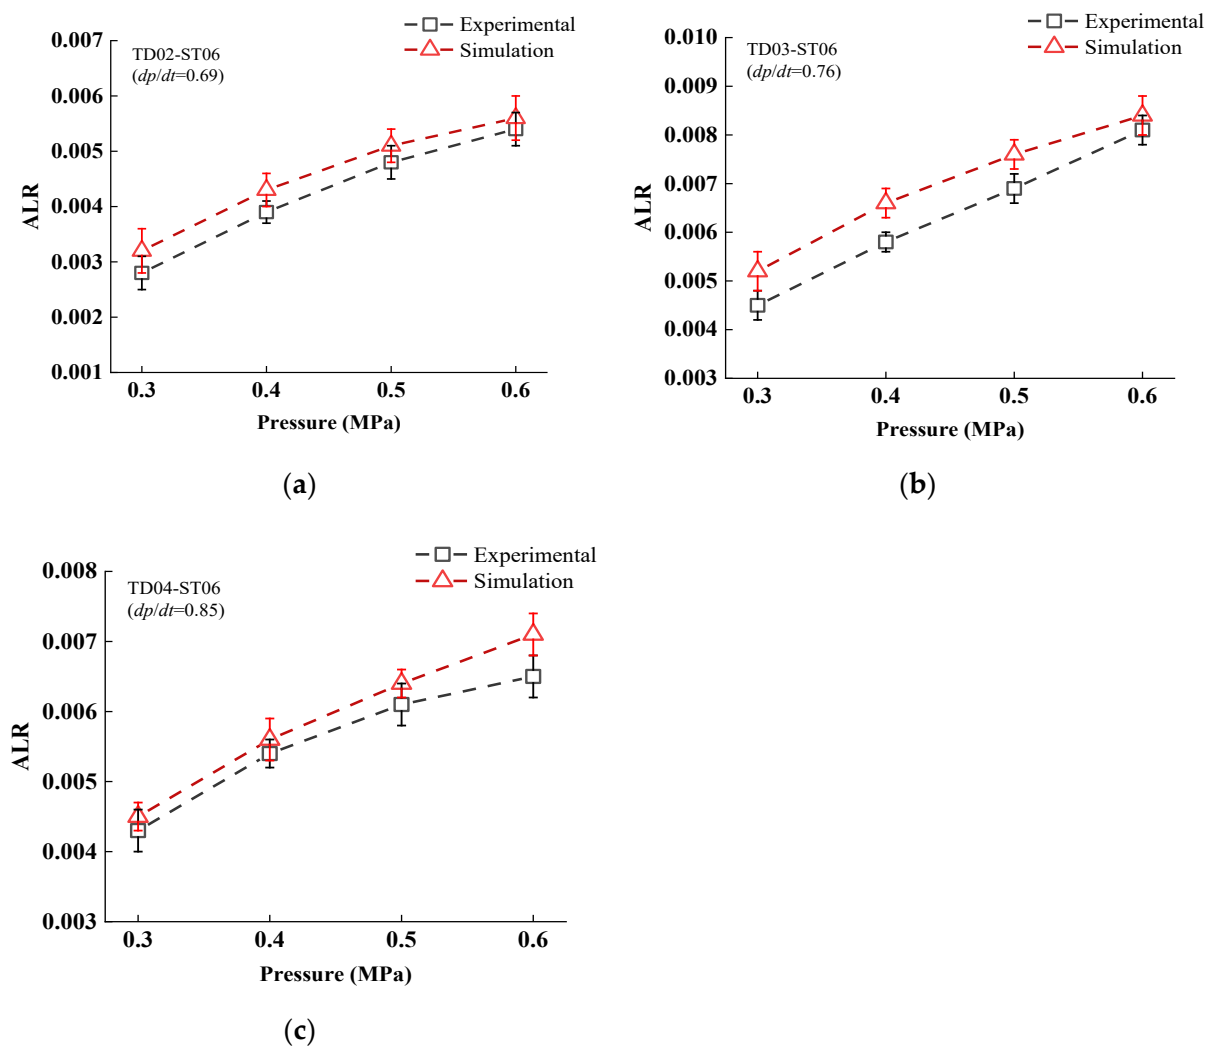 Experimental
Simulation
TD02-ST06
(dp/dt=0.69)
0.007
0.006
0.005
0.004
0.003
0.002
0.001
ALR
0.3 0.4 0.5 0.6
Pressure (MPa)
(a)
Experimental
Simulation
TD03-ST06
(dp/dt=0.76)
0.010
0.009
0.008
0.007
0.006
0.005
0.004
0.003
ALR
0.3 0.4 0.5 0.6
Pressure (MPa)
(b)
Experimental
Simulation
TD04-ST06
(dp/dt=0.85)
0.008
0.007
0.006
0.005
0.004
0.003
ALR
0.3 0.4 0.5 0.6
Pressure (MPa)
(c)